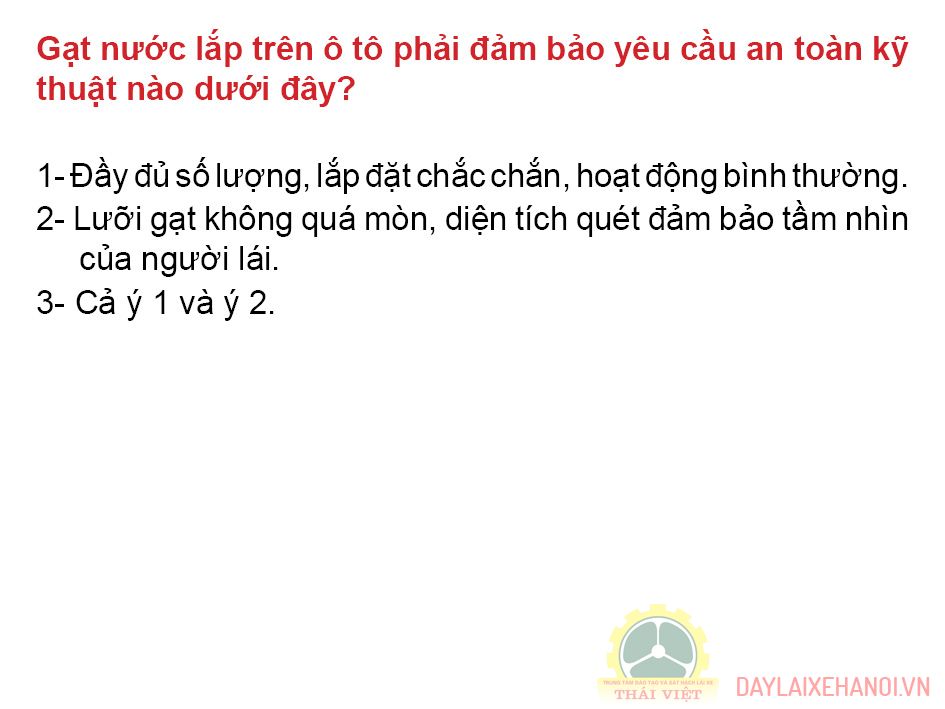 Gạt nước lắp trên ô tô phải đảm bảo yêu cầu an toàn kỹ
thuật nào dưới đây?
1- Đầy đủ số lượng, lắp đặt chắc chắn, hoạt động bình thường.
2- Lưỡi gạt không quá mòn, diện tích quét đảm bảo tầm nhìn
của người lái.
3- Cả ý 1 và ý 2.
TRUNG TÂM ĐÀO TẠO VÀ SÁT HẠCH LÁI XE
THÁI VIỆT
DAYLAIXEHANOI.VN